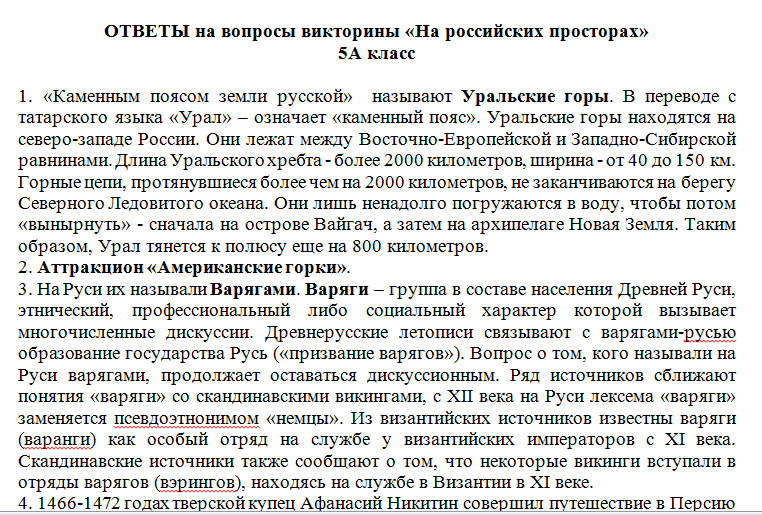 ОТВЕТЫ на вопросы викторины «На российских просторах»
5А класс
1. «Каменным поясом земли русской» называют Уральские горы. В переводе с
татарского языка «Урал» – означает «каменный пояс». Уральские горы находятся на
северо-западе России. Они лежат между Восточно-Европейской и Западно-Сибирской
равнинами. Длина Уральского хребта - более 2000 километров, ширина - от 40 до 150 км.
Горные цепи, протянувшиеся более чем на 2000 километров, не заканчиваются на берегу
Северного Ледовитого океана. Они лишь ненадолго погружаются в воду, чтобы потом
«вынырнуть» - сначала на острове Вайгач, а затем на архипелаге Новая Земля. Таким
образом, Урал тянется к полюсу еще на 800 километров.
2. Аттракцион «Американские горки».
3. На Руси их называли Варягами. Варяги – группа в составе населения Древней Руси,
этнический, профессиональный либо социальный характер которой вызывает
многочисленные дискуссии. Древнерусские летописи связывают с варягами-русью
образование государства Русь («призвание варягов»). Вопрос о том, кого называли на
Руси варягами, продолжает оставаться дискуссионным. Ряд источников сближают
понятия «варяги» со скандинавскими викингами, с XII века на Руси лексема «варяги»
заменяется псевдоэтнонимом «немцы». Из византийских источников известны варяги
(варанги) как особый отряд на службе у византийских императоров с XI века.
Скандинавские источники также сообщают о том, что некоторые викинги вступали в
отряды варягов (вэрингов), находясь на службе в Византии в XI веке.
4. 1466-1472 годах тверской купец Афанасий Никитин совершил путешествие в Персию